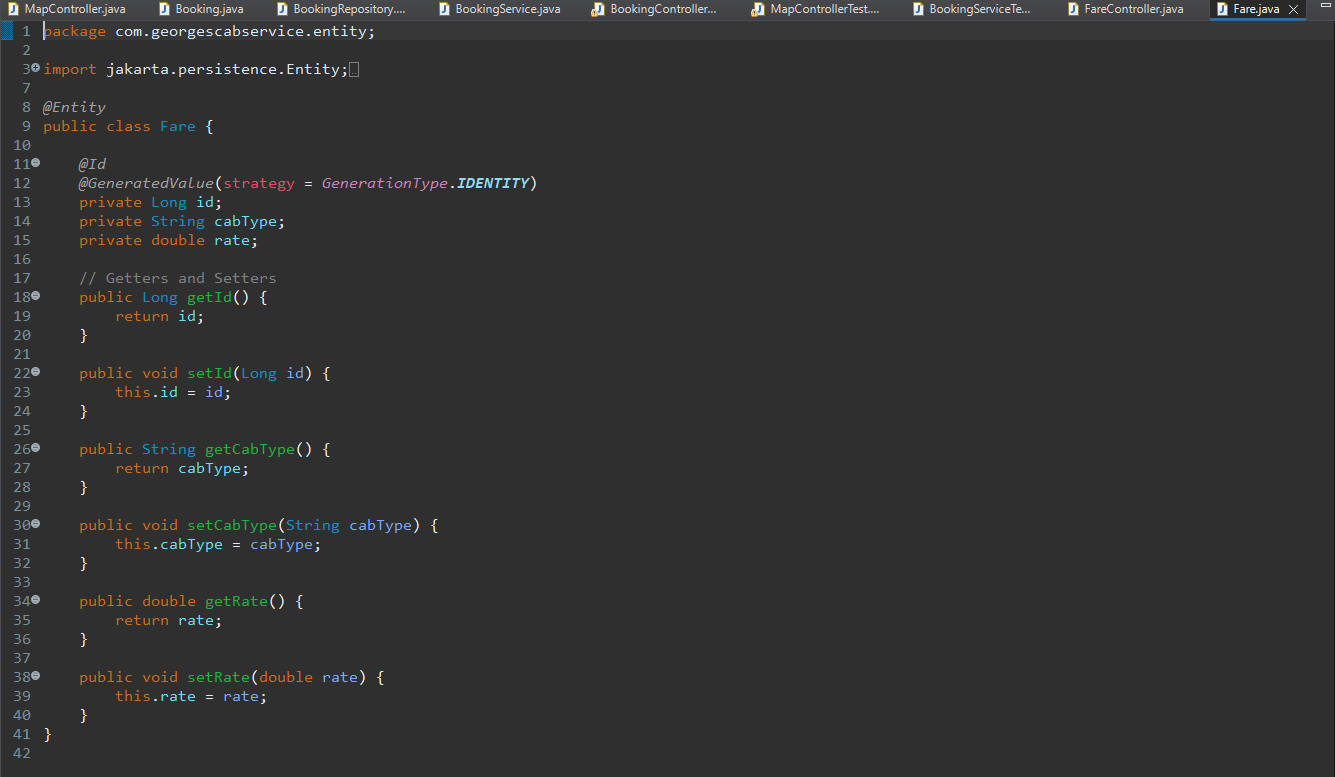 MapController.java Booking.java BookingRepository.... BookingService.java BookingController... MapControllerTest.... BookingServiceTe... FareController.java Fare.java
1 package com.georgescabservice.entity;
2
3 import jakarta.persistence.Entity;
7
8 @Entity
9 public class Fare {
10
11 @Id
12 @GeneratedValue(strategy = GenerationType.IDENTITY)
13 private Long id;
14 private String cabType;
15 private double rate;
16
17 // Getters and Setters
18 public Long getId() {
19 return id;
20 }
21
22 public void setId(Long id) {
23 this.id = id;
24 }
25
26 public String getCabType() {
27 return cabType;
28 }
29
30 public void setCabType(String cabType) {
31 this.cabType = cabType;
32 }
33
34 public double getRate() {
35 return rate;
36 }
37
38 public void setRate(double rate) {
39 this.rate = rate;
40 }
41 }
42